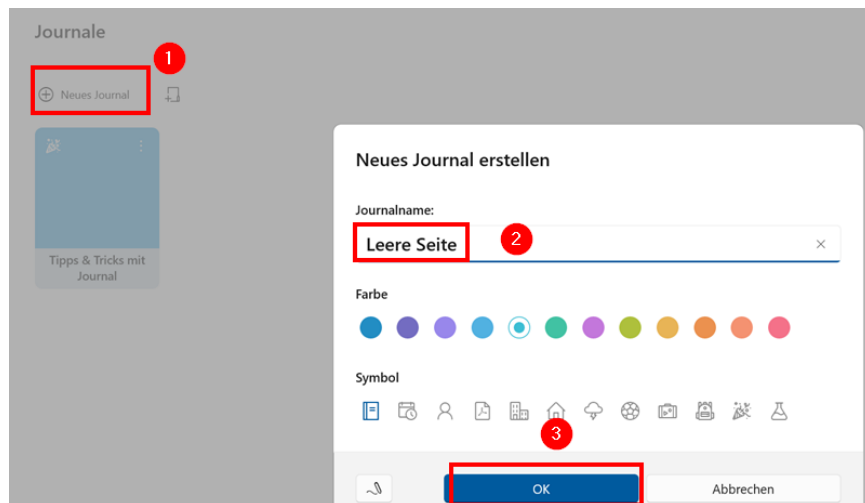 Journale
1
Neues Journal
Tipps & Tricks mit
Journal
Neues Journal erstellen
Journalname:
Leere Seite
2
Farbe
Symbol
3
OK
Abbrechen